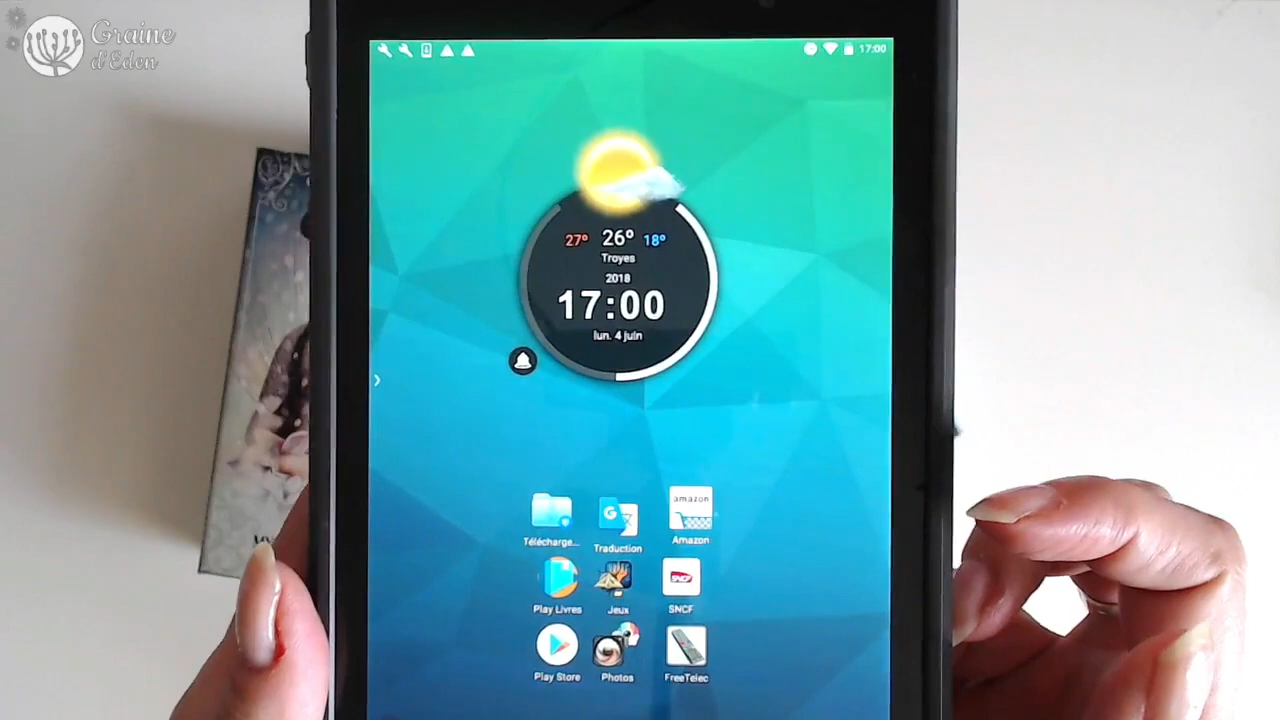 Graine
d'Eden
17:00
27° 26° 18°
Troyes
2018
17:00
lun. 4 juin
Télécharge...
Traduction
amazon
Amazon
Play Livres
Jeux
SNCF
SNCF
Play Store
Photos
FreeTelec